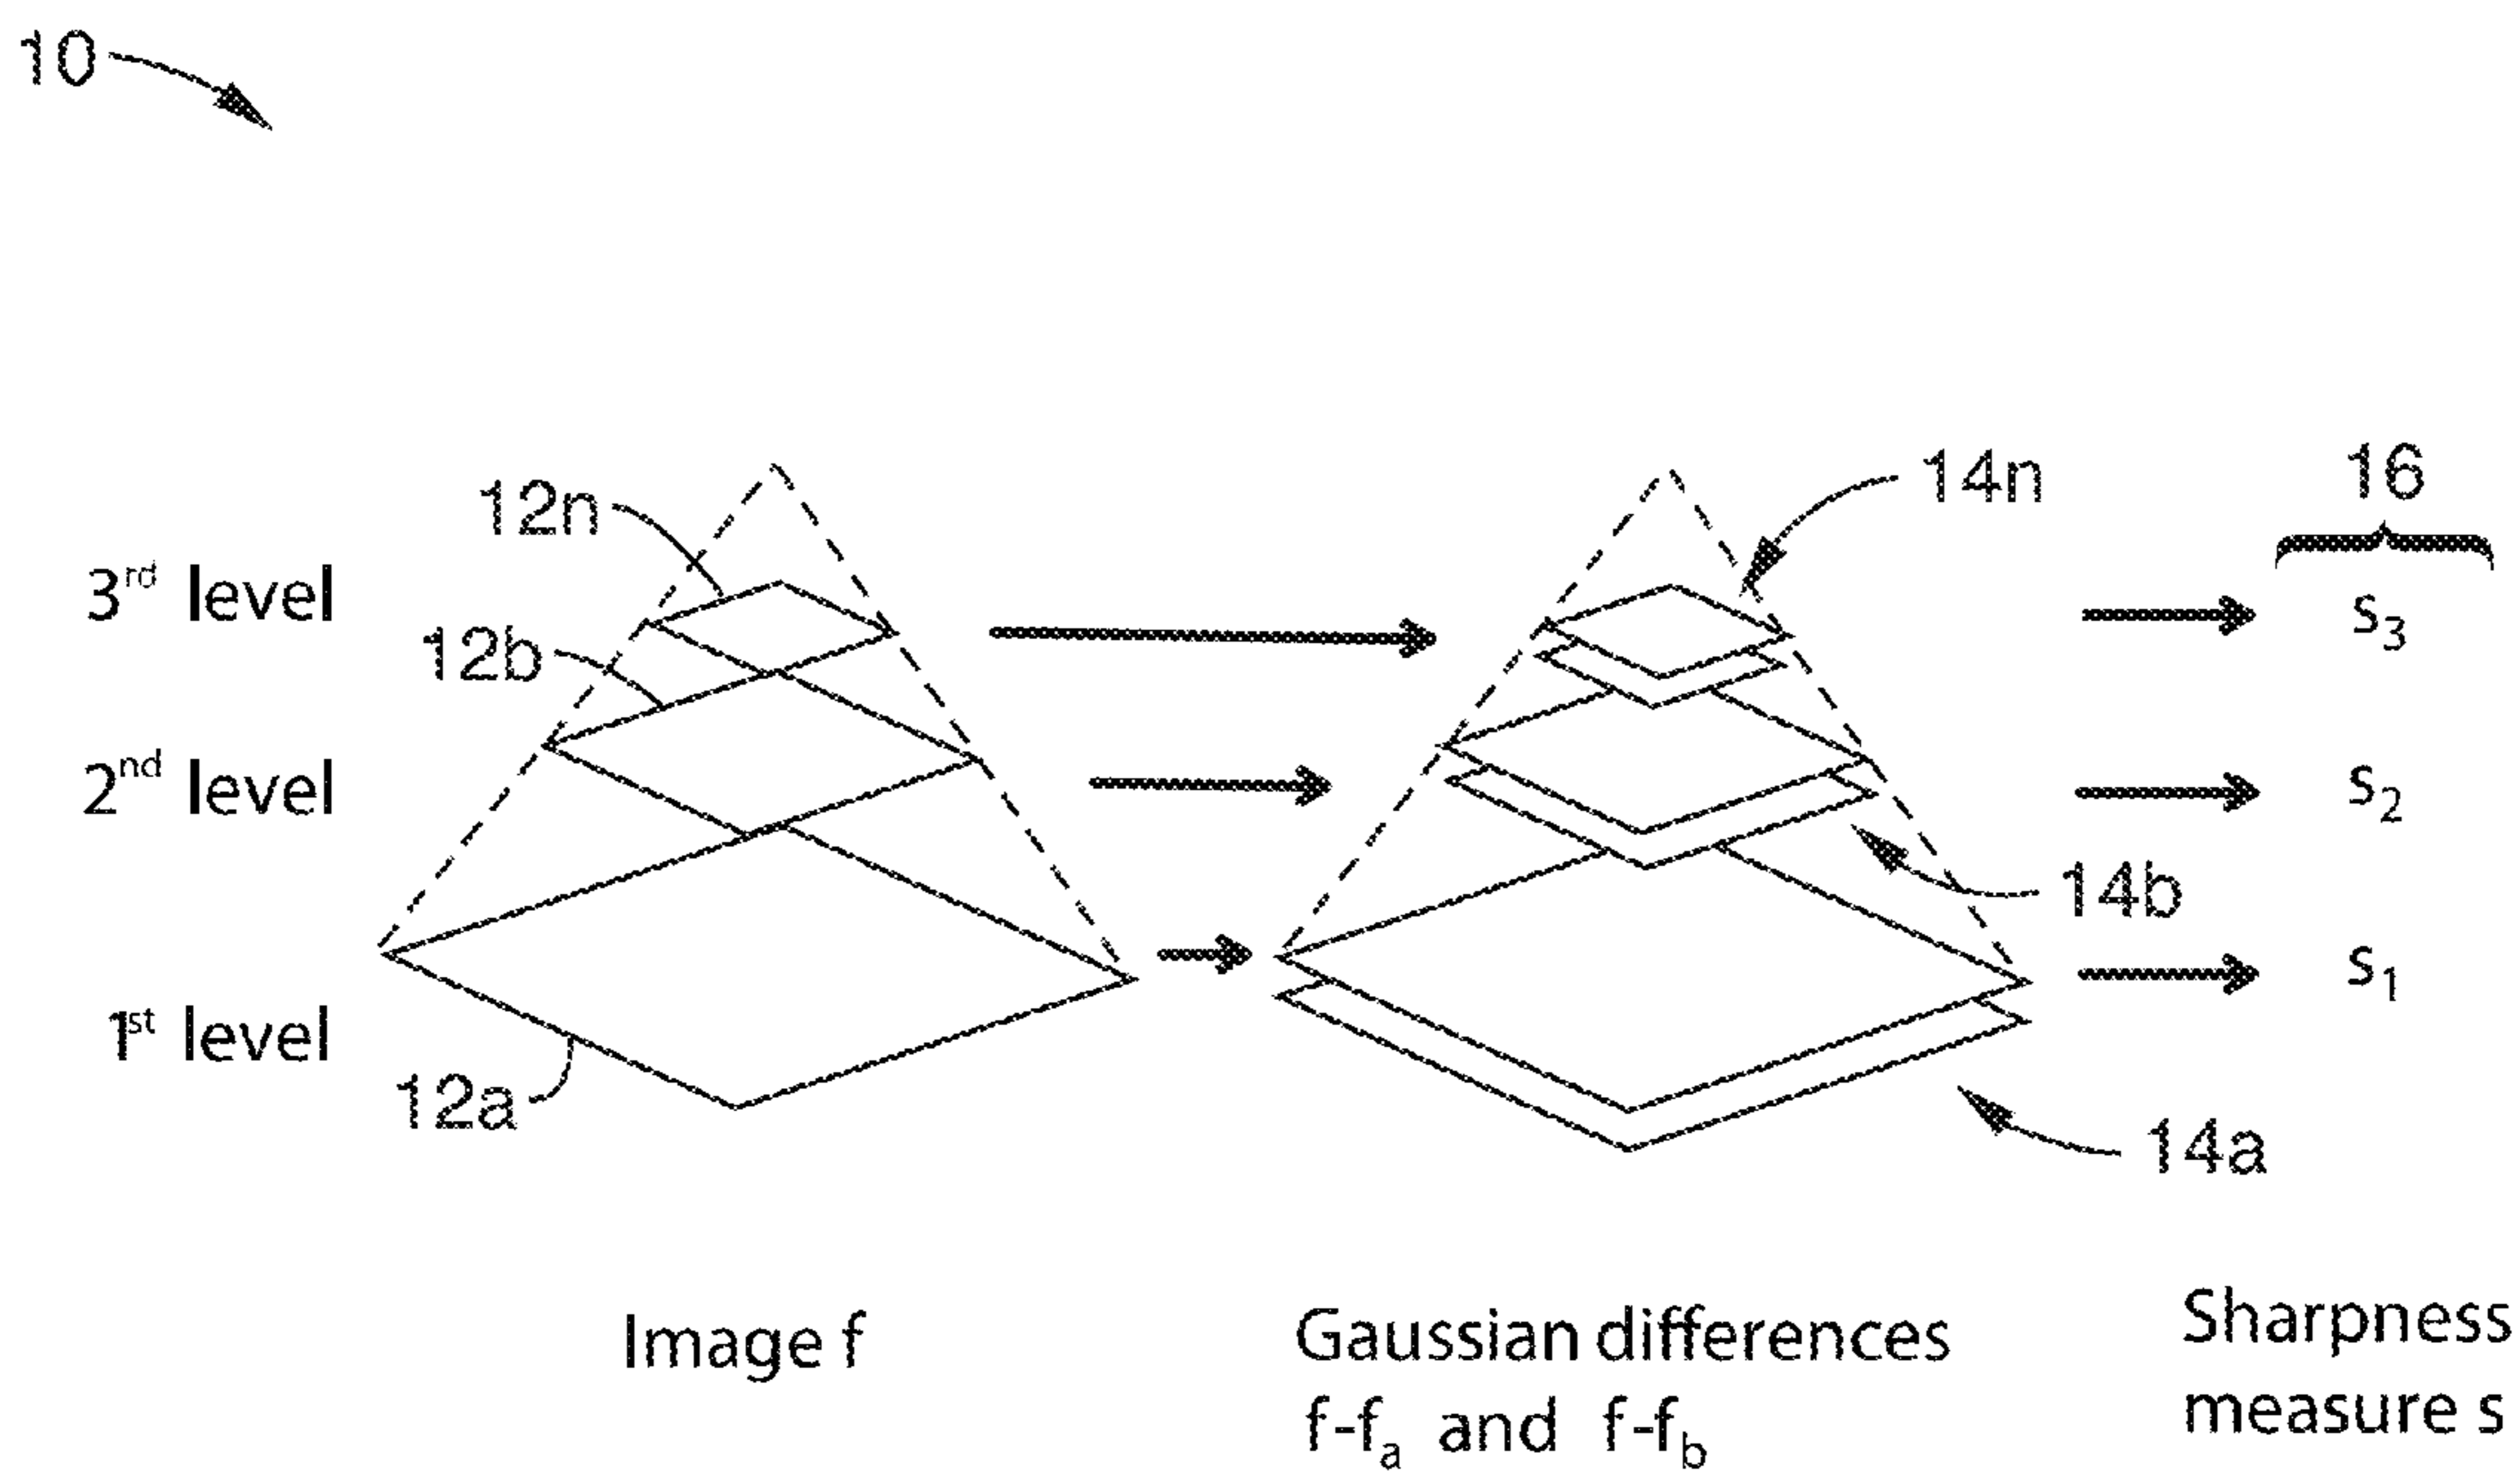 10
12n
14n
16
3rd level
s3
12b
2nd level
s2
14b
s1
1st level
12a
14a
Image f
Gaussian differences
f-fa and f-fb
Sharpness
measure s